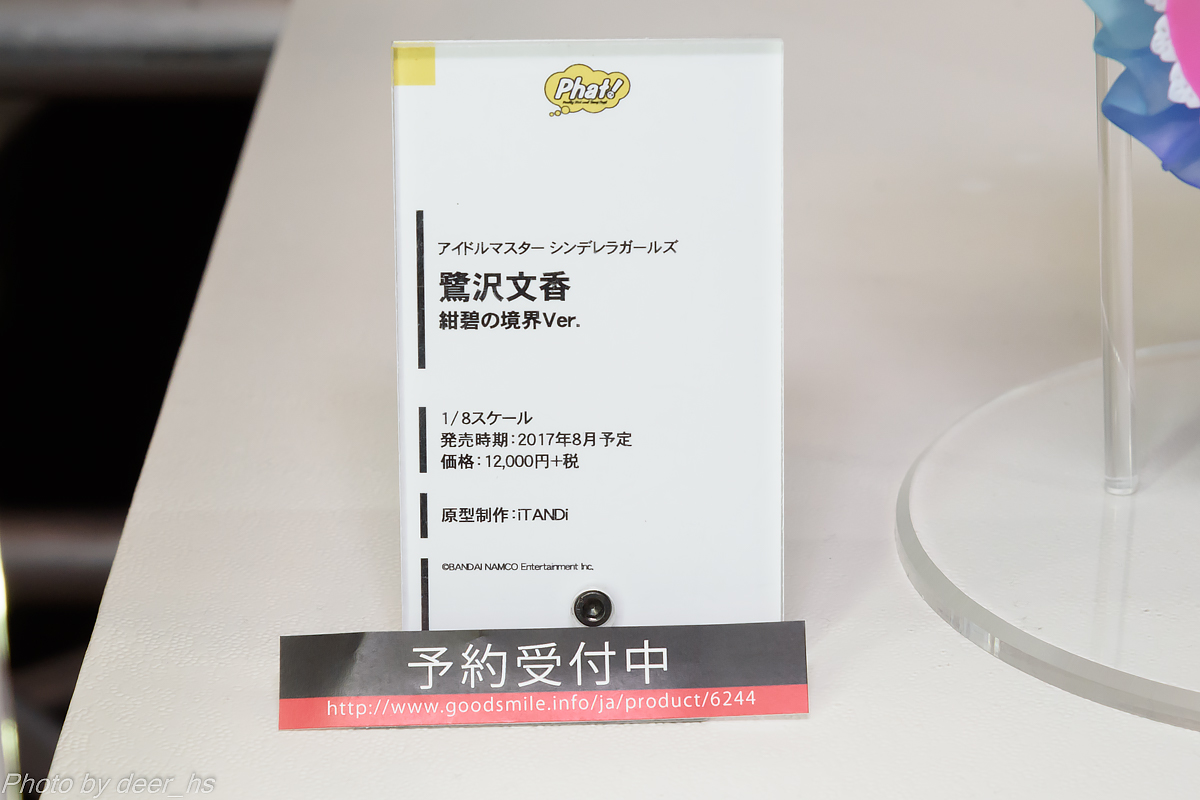 Phat!
アイドルマスター シンデレラガールズ
鷺沢文香
紺碧の境界Ver.
1/8スケール
発売時期:2017年8月予定
価格:12,000円+税
原型制作:iTANDi
©BANDAI NAMCO Entertainment Inc.
予約受付中
http://www.goodsmile.info/ja/product/6244
Photo by deer_hs